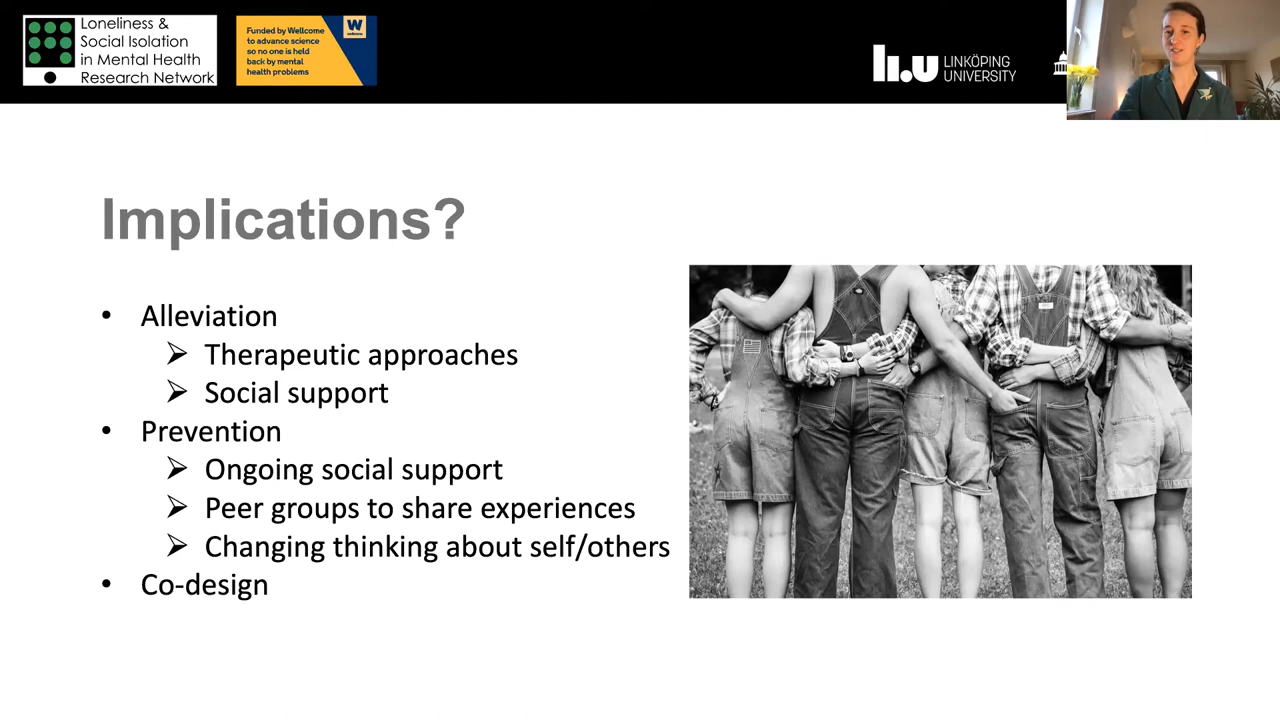 Loneliness &
Social Isolation
in Mental Health
Research Network
Funded by Wellcome
to advance science
so no one is held
back by mental
health problems
W
li.u LINKÖPING
UNIVERSITY
Implications?
• Alleviation
➢ Therapeutic approaches
➢ Social support
• Prevention
➢ Ongoing social support
➢ Peer groups to share experiences
➢ Changing thinking about self/others
• Co-design